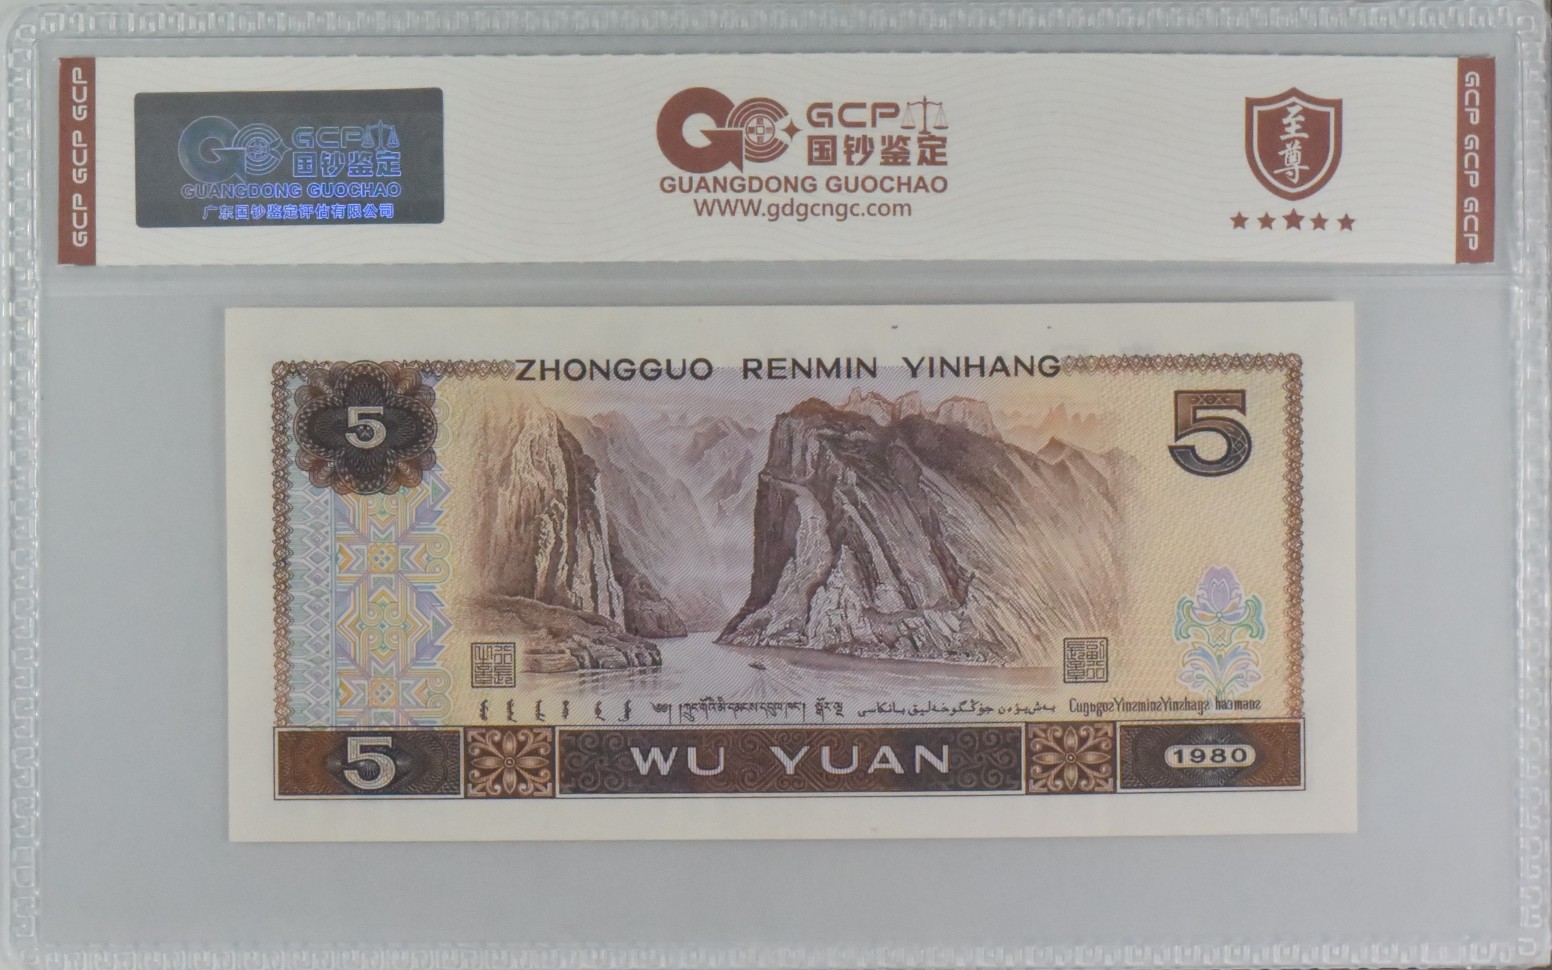 GCP GCP GCP
GCP
国钞鉴定
GUANGDONG GUOCHAO
广东国钞鉴定评估有限公司
GCP
国钞鉴定
GUANGDONG GUOCHAO
WWW.gdgcngc.com
至尊
GCP GCP GCP
ZHONGGUO RENMIN YINHANG
5
5
5
WU YUAN
1980